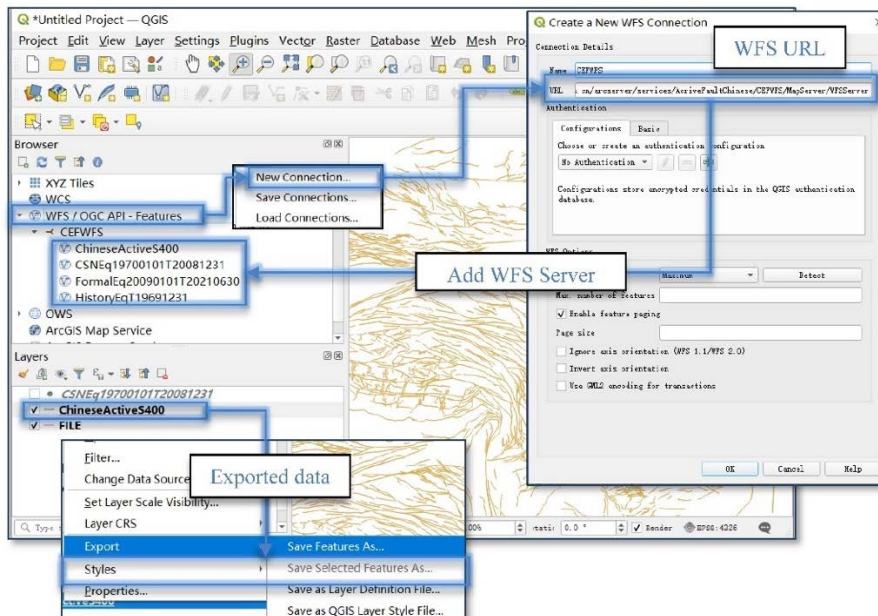 *Untitled Project — QGIS
Project Edit View Layer Settings Plugins Vector Raster Database Web Mesh Pro
Browser
XYZ Tiles
WCS
WFS / OGC API - Features
CEFWFS
ChineseActiveS400
CSNEq19700101T20081231
FormalEq20090101T20210630
HistoryEqT19691231
OWS
ArcGIS Map Service
New Connection...
Save Connections...
Load Connections...
Layers
CSNEq19700101T20081231
ChineseActiveS400
FILE
Filter...
Change Data Source
Set Layer Scale Visibility...
Layer CRS
Export
Styles
Properties...
Save Features As...
Save Selected Features As...
Save as Layer Definition File...
Save as QGIS Layer Style File...
Exported data
Add WFS Server
00%
0.0 °
Render
EPSG:4326
Create a New WFS Connection
WFS URL
Connection Details
Name CEFWFS
URL
Authentication
Configurations Basic
Choose or create an authentication configuration
No Authentication
Configurations store encrypted credentials in the QGIS authentication
database.
WFS Options
Maximum
Detect
Max. number of features
Enable feature paging
Page size
Ignore axis orientation (WFS 1.1/WFS 2.0)
Invert axis orientation
Use GML2 encoding for transactions
OK Cancel Help